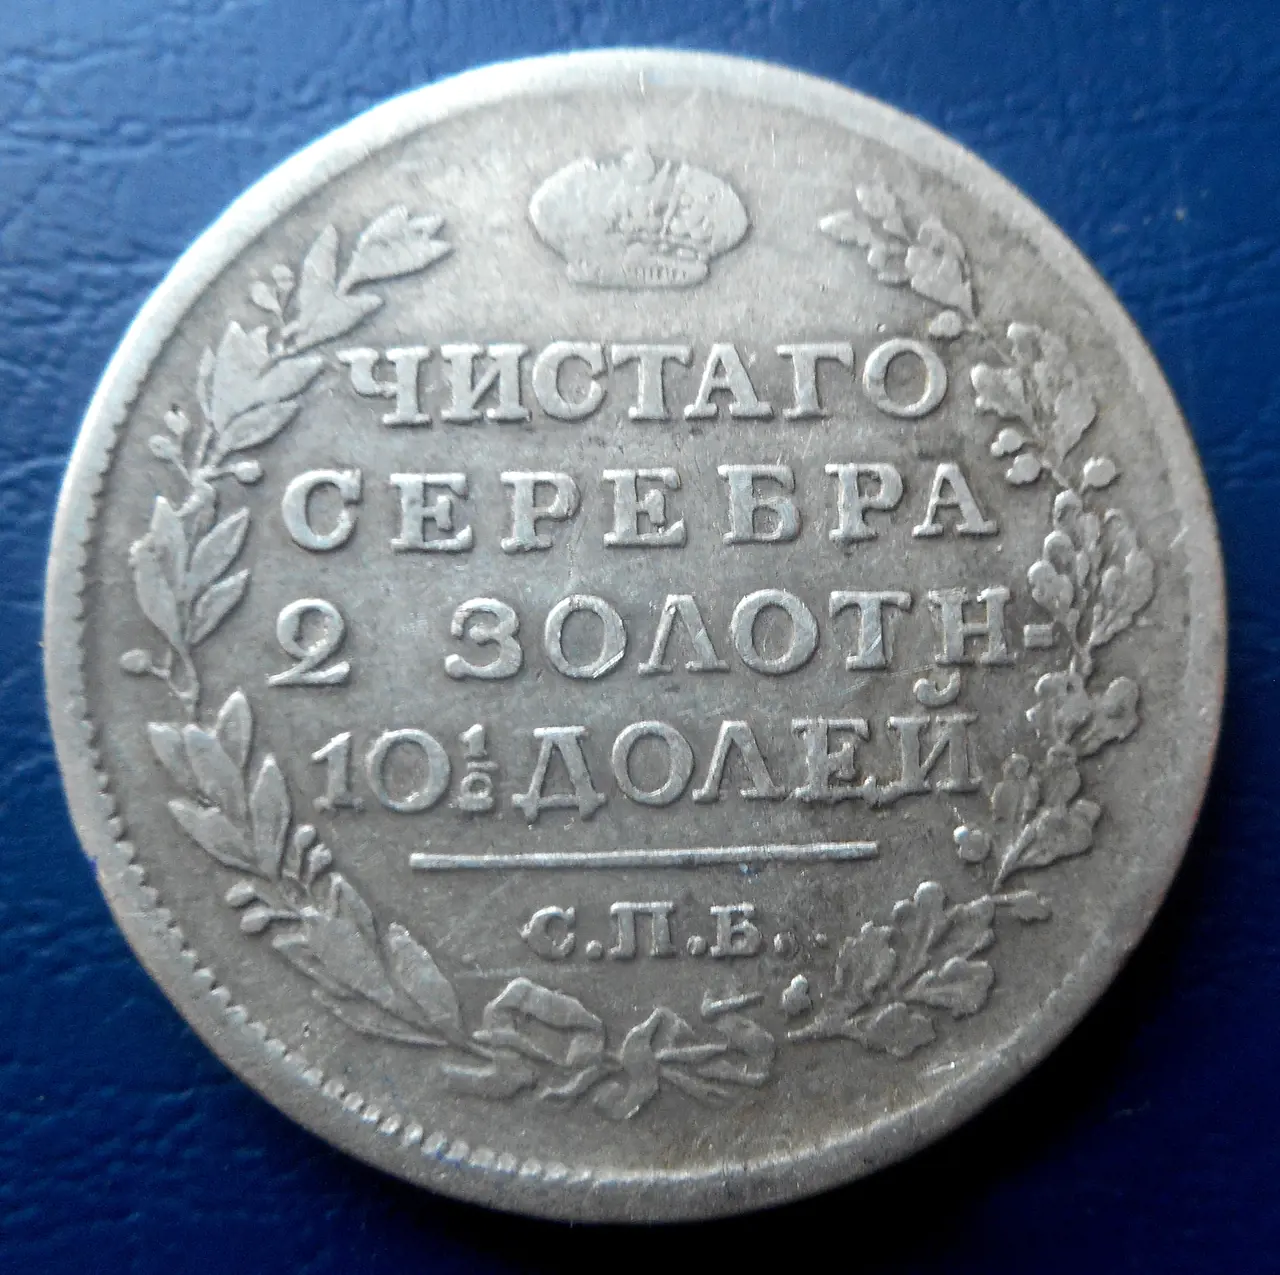 ЧИСТАГО
СЕРЕБРА
2 ЗОЛОТН-
10½ ДОЛЕЙ
С.П.Б.